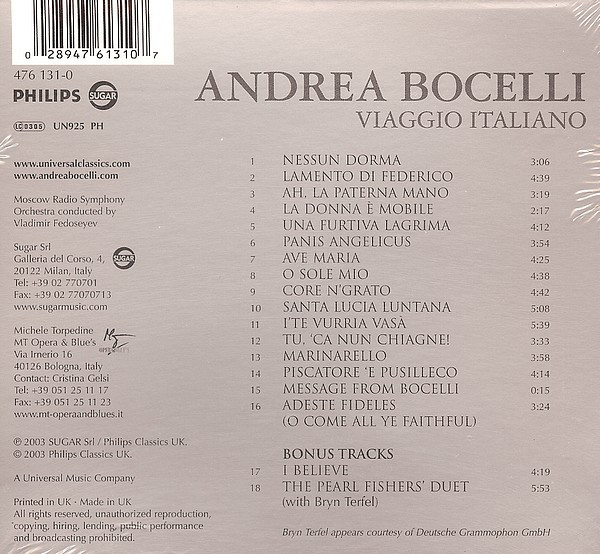 0 28947 61310 7
476 131-0
PHILIPS SUGAR
LC 0305 UN925 PH
www.universalclassics.com
www.andreabocelli.com
Moscow Radio Symphony
Orchestra conducted by
Vladimir Fedoseyev
Sugar Srl
Galleria del Corso, 4,
20122 Milan, Italy
Tel: +39 02 770701
Fax: +39 02 77070713
www.sugarmusic.com
SUGAR
Michele Torpedine
MT Opera & Blue's
Via Imerio 16
40126 Bologna, Italy
Contact: Cristina Gelsi
Tel: +39 051 25 11 17
Fax: +39 051 25 11 23
www.mt-operaandblues.it
℗ 2003 SUGAR Srl / Philips Classics UK.
© 2003 Philips Classics UK.
A Universal Music Company
Printed in UK · Made in UK
All rights reserved, unauthorized reproduction,
copying, hiring, lending, public performance
and broadcasting prohibited.
ANDREA BOCELLI
VIAGGIO ITALIANO
1 NESSUN DORMA 3:06
2 LAMENTO DI FEDERICO 4:39
3 AH, LA PATERNA MANO 3:19
4 LA DONNA È MOBILE 2:17
5 UNA FURTIVA LAGRIMA 4:12
6 PANIS ANGELICUS 3:54
7 AVE MARIA 4:25
8 O SOLE MIO 4:38
9 CORE N'GRATO 4:42
10 SANTA LUCIA LUNTANA 5:08
11 I'TE VURRIA VASÀ 5:39
12 TU, 'CA NUN CHIAGNE! 3:33
13 MARINARELLO 3:58
14 PISCATORE 'E PUSILLECO 4:14
15 MESSAGE FROM BOCELLI 0:15
16 ADESTE FIDELES 3:24
(O COME ALL YE FAITHFUL)
BONUS TRACKS
17 I BELIEVE 4:19
18 THE PEARL FISHERS' DUET 5:53
(with Bryn Terfel)
Bryn Terfel appears courtesy of Deutsche Grammophon GmbH